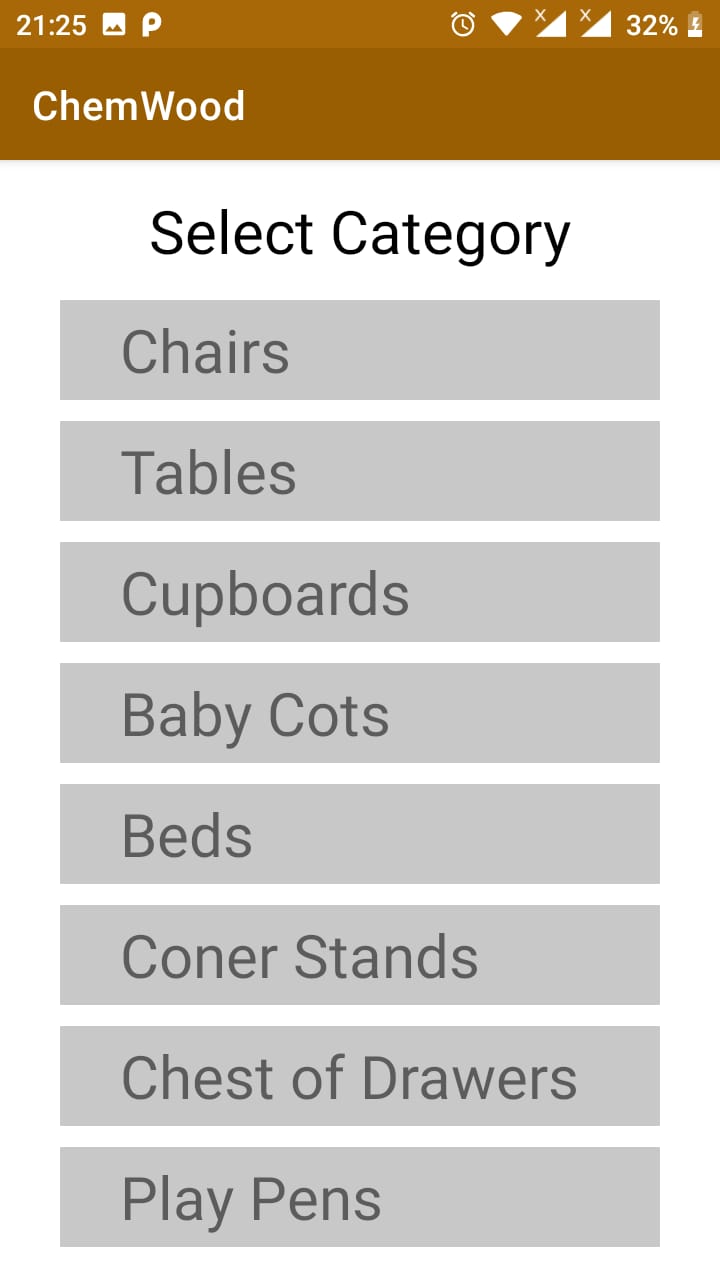 21:25 32%
ChemWood
Select Category
Chairs
Tables
Cupboards
Baby Cots
Beds
Coner Stands
Chest of Drawers
Play Pens